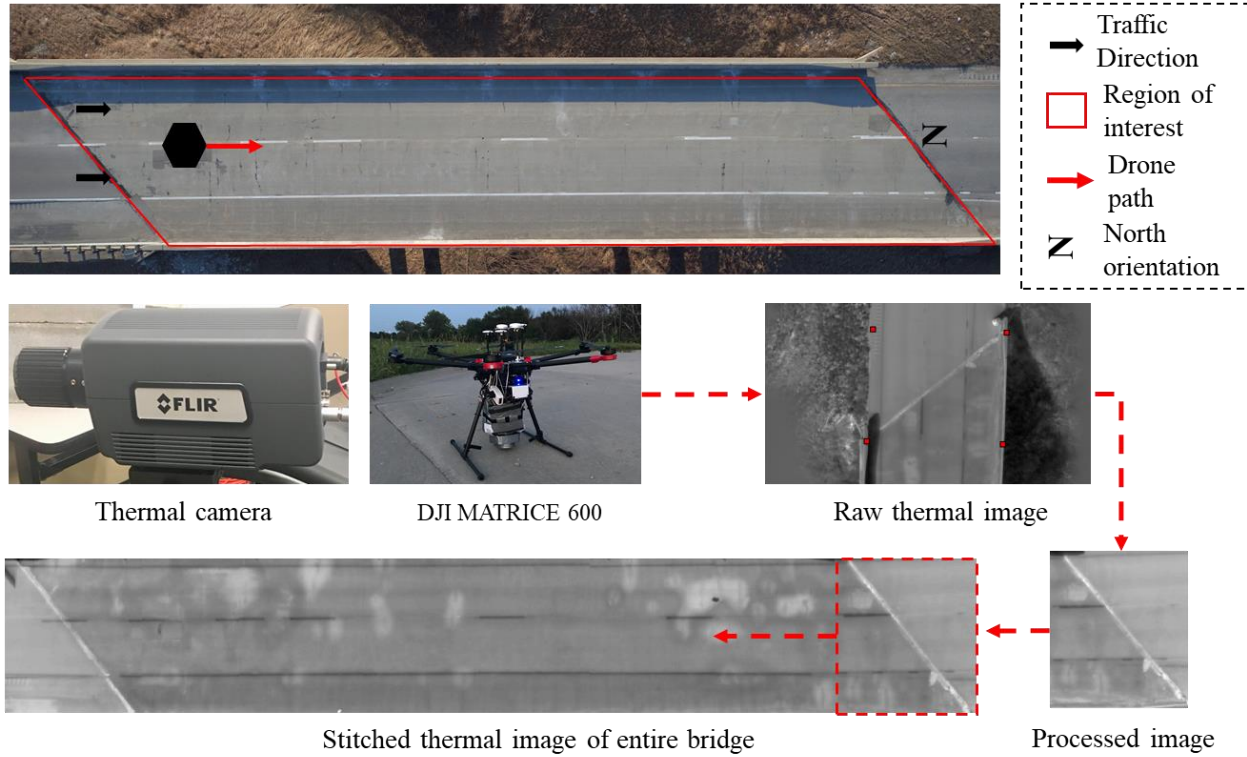 Traffic
Direction
Region of
interest
Drone
path
N
North
orientation
N
FLIR
Thermal camera
DJI MATRICE 600
Raw thermal image
Stitched thermal image of entire bridge
Processed image